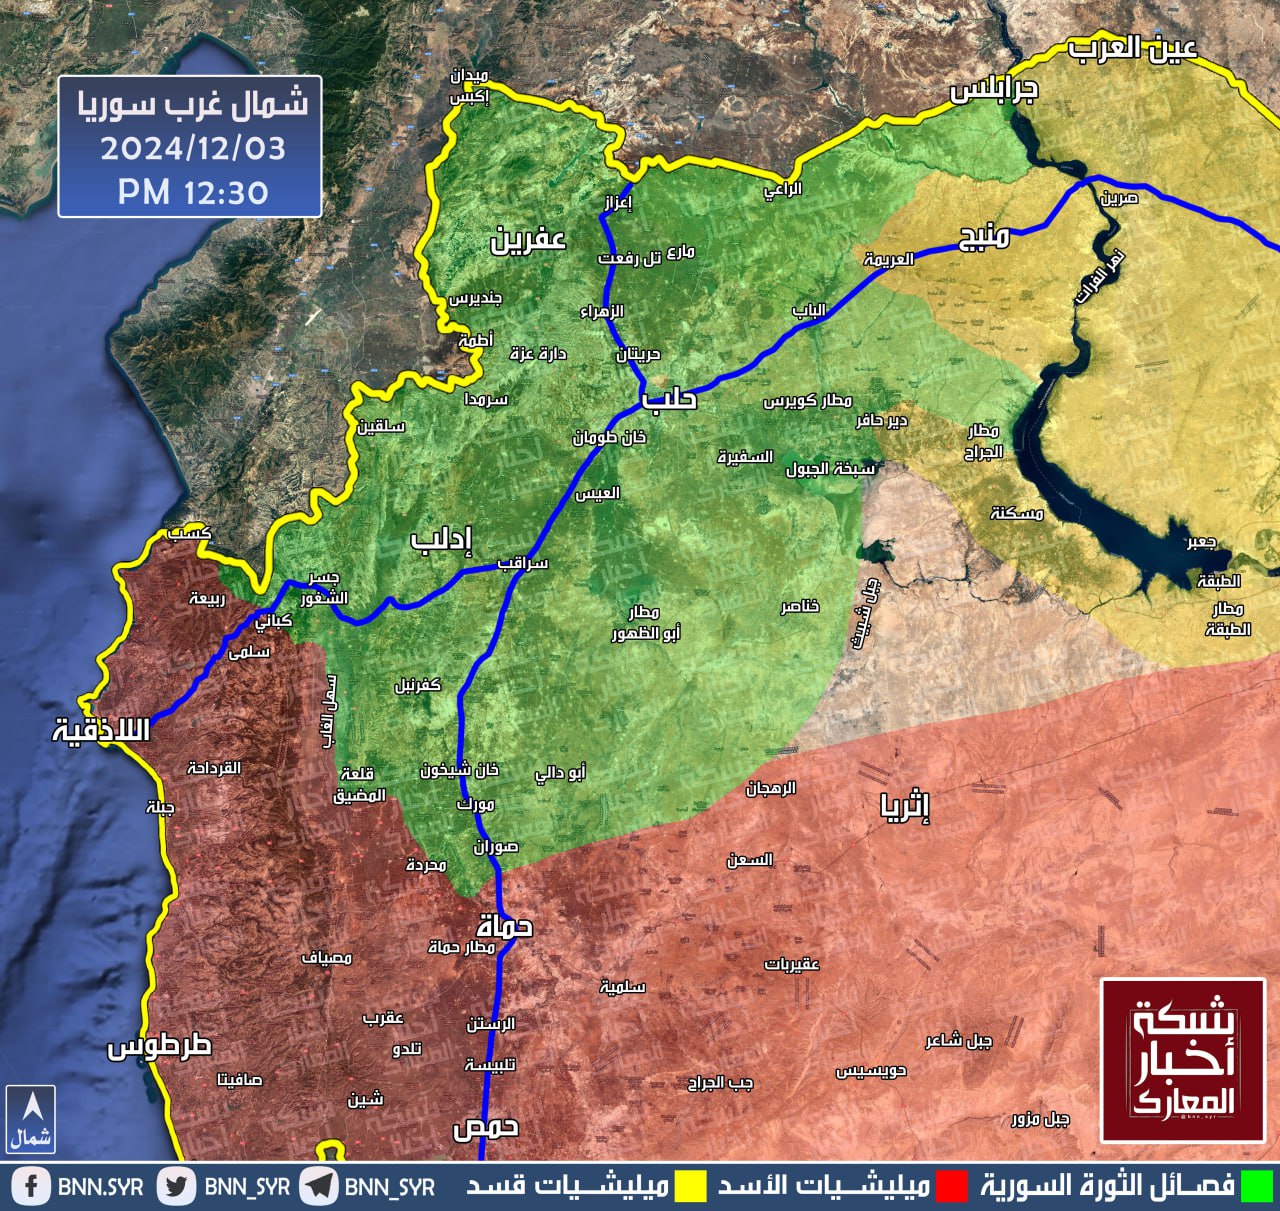 شمال غرب سوريا
2024/12/03
PM 12:30
عين العرب
جرابلس
ميدان
إكبس
الراعي
إعزاز
صرين
منبج
عفرين
مارع
تل رفعت
العريمة
نهر الفرات
جنديرس
الزهراء
الباب
أطمة
دارة عزة
حريتان
سرمدا
حلب
مطار كويرس
دير حافر
سلقين
خان طومان
مطار
الجراح
السفيرة
سبخة الجبول
العيس
مسكنة
كسب
إدلب
سراقب
جعبر
الطبقة
مطار
الطبقة
جسر
الشغور
ربيعة
كباني
مطار
أبو الظهور
خناصر
جبل شبيث
سلمى
كفرنبل
سهل الغاب
اللاذقية
القرداحة
قلعة
المضيق
خان شيخون
أبو دالي
جبلة
مورك
الرهجان
إثريا
صوران
محردة
السعن
حماة
مطار حماة
مصياف
عقيربات
سلمية
عقرب
الرستن
طرطوس
تلدو
تلبيسة
جبل شاعر
صافيتا
شين
جب الجراح
حويسيس
حمص
جبل مزور
شبكة
أخبار
المعارك
@bnn_syr
شمال
BNN.SYR
BNN_SYR
BNN_SYR
ميليشيات قسد
ميليشيات الأسد
فصائل الثورة السورية